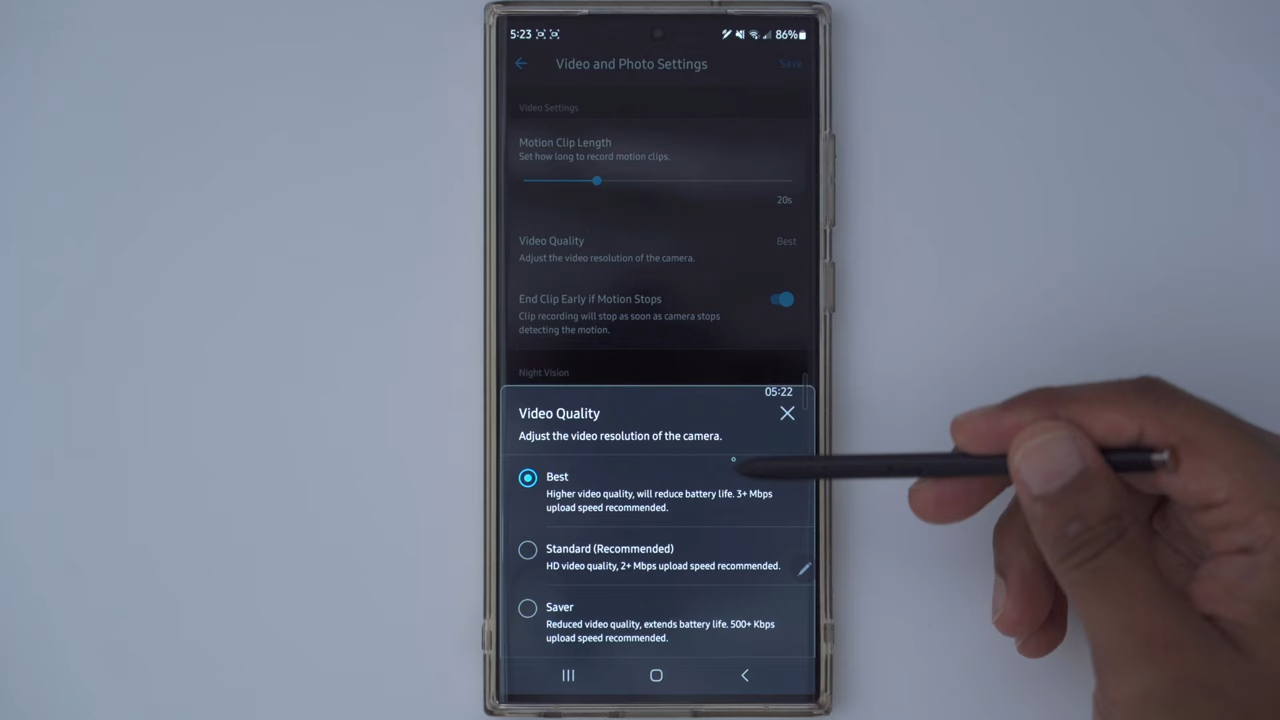 5:23
86%
Video and Photo Settings
Save
Video Settings
Motion Clip Length
Set how long to record motion clips.
20s
Video Quality
Best
Adjust the video resolution of the camera.
End Clip Early if Motion Stops
Clip recording will stop as soon as camera stops
detecting the motion.
Night Vision
05:22
Video Quality
Adjust the video resolution of the camera.
Best
Higher video quality, will reduce battery life. 3+ Mbps
upload speed recommended.
Standard (Recommended)
HD video quality, 2+ Mbps upload speed recommended.
Saver
Reduced video quality, extends battery life. 500+ Kbps
upload speed recommended.